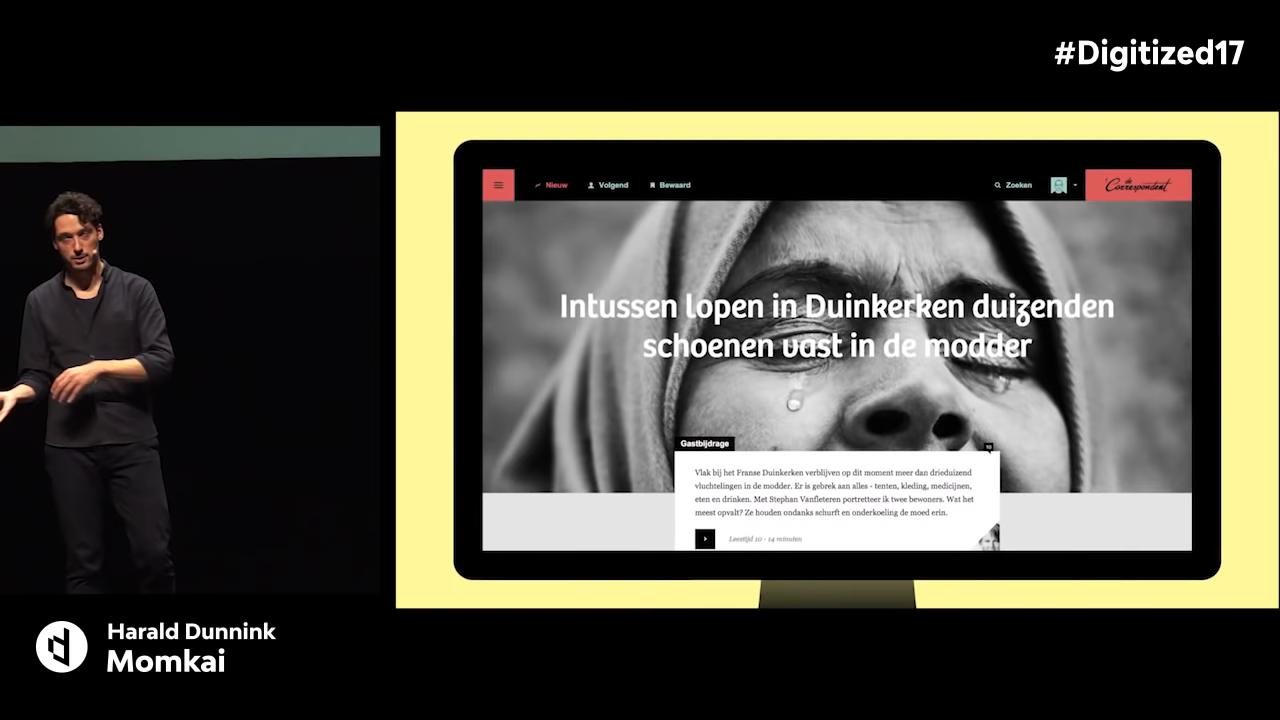 #Digitized17
Nieuw
Volgend
Bewaard
Zoeken
de
Correspondent
Intussen lopen in Duinkerken duizenden
schoenen vast in de modder
Gastbijdrage
Vlak bij het Franse Duinkerken verblijven op dit moment meer dan drieduizend
vluchtelingen in de modder. Er is gebrek aan alles - tenten, kleding, medicijnen,
eten en drinken. Met Stephan Vanfleteren portretteer ik twee bewoners. Wat het
meest opvalt? Ze houden ondanks schurft en onderkoeling de moed erin.
Leestijd 10 - 14 minuten
Harald Dunnink
Momkai